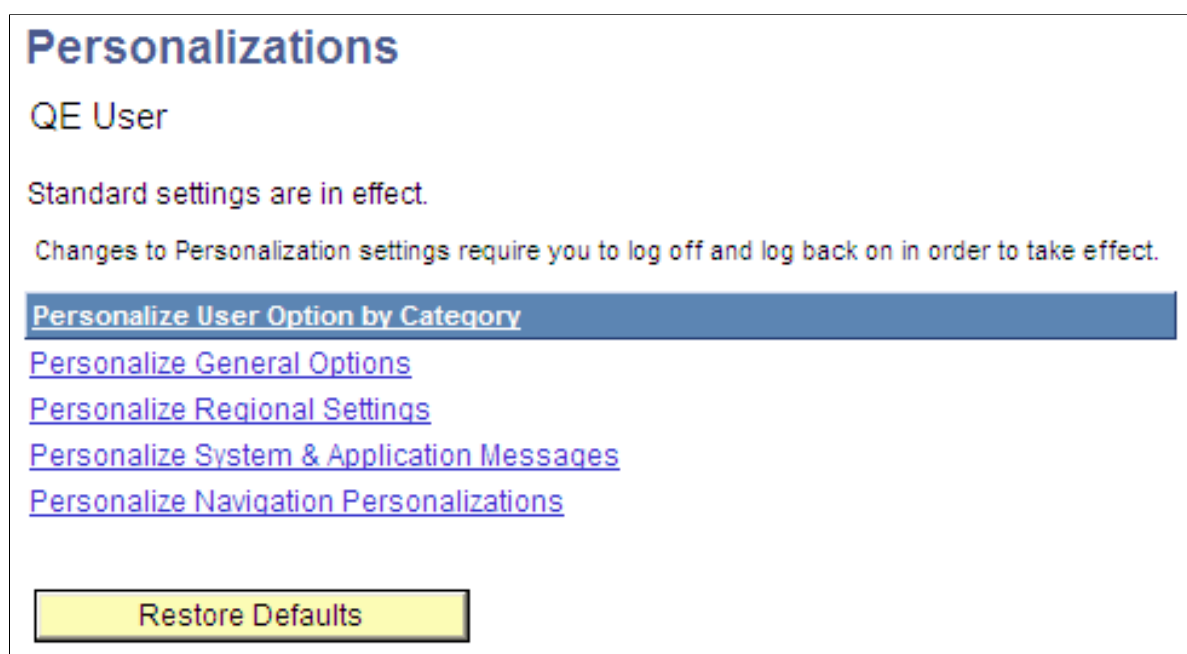 Personalizations
QE User
Standard settings are in effect.
Changes to Personalization settings require you to log off and log back on in order to take effect.
Personalize User Option by Category
Personalize General Options
Personalize Regional Settings
Personalize System & Application Messages
Personalize Navigation Personalizations
Restore Defaults